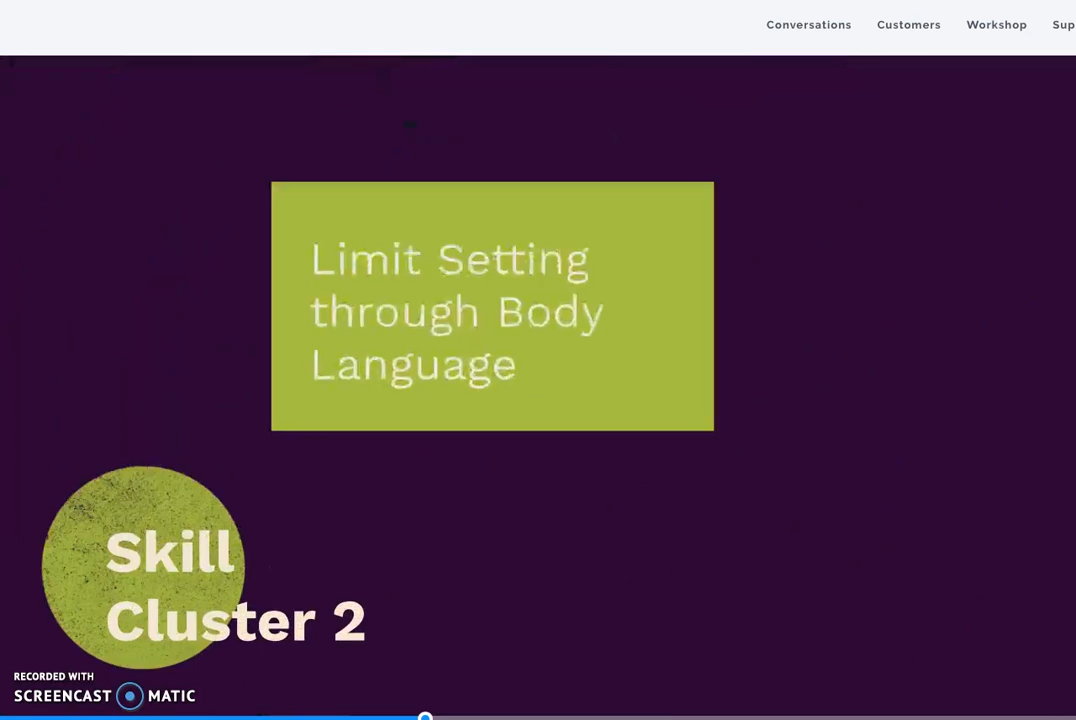 Conversations Customers Workshop Sup
Limit Setting
through Body
Language
Skill
Cluster 2
RECORDED WITH
SCREENCAST MATIC